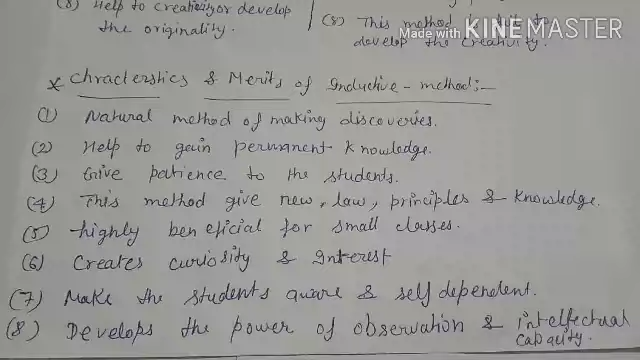 (8) Help to creativity or develop
the originality.
(8) This method
develop the creativity.
Made with KINEMASTER
* Chracterstics & Merits of Inductive - method:-
(1) Natural method of making discoveries.
(2) Help to gain permanent knowledge.
(3) Give patience to the students.
(4) This method give new, law, principles & knowledge.
(5) highly beneficial for small classes.
(6) Creates curiosity & Interest
(7) Make the students quare & self dependent.
(8) Develops the power of observation & intellectual
capacity.